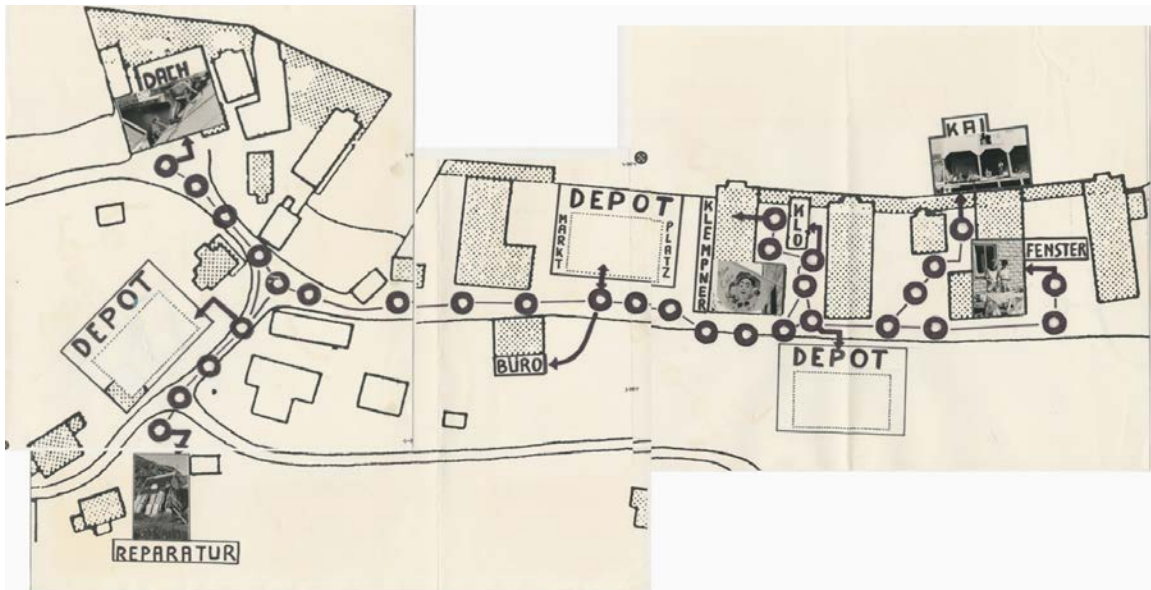 DACH
KAI
DEPOT
MARKT
PLATZ
KLEMPNER
KLO
FENSTER
DEPOT
BÜRO
DEPOT
REPARATUR